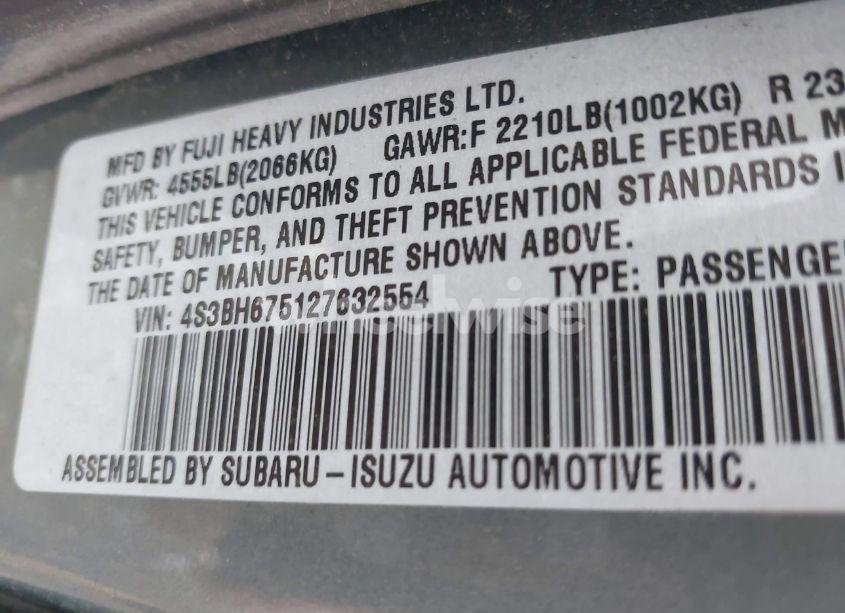 MFD BY FUJI HEAVY INDUSTRIES LTD.
GVWR: 4555LB(2066KG) GAWR:F 2210LB(1002KG) R 23
THIS VEHICLE CONFORMS TO ALL APPLICABLE FEDERAL M
SAFETY, BUMPER, AND THEFT PREVENTION STANDARDS I
THE DATE OF MANUFACTURE SHOWN ABOVE.
VIN: 4S3BH675127632554 TYPE: PASSENGE
ASSEMBLED BY SUBARU-ISUZU AUTOMOTIVE INC.